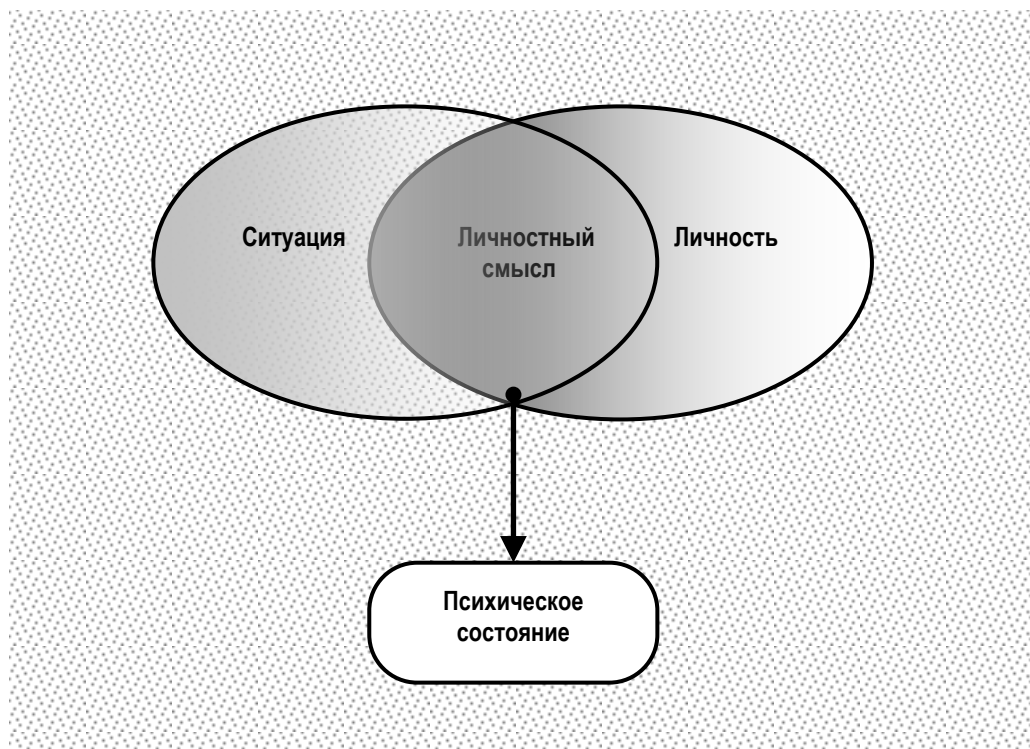 Ситуация
Личностный
смысл
Личность
Психическое
состояние